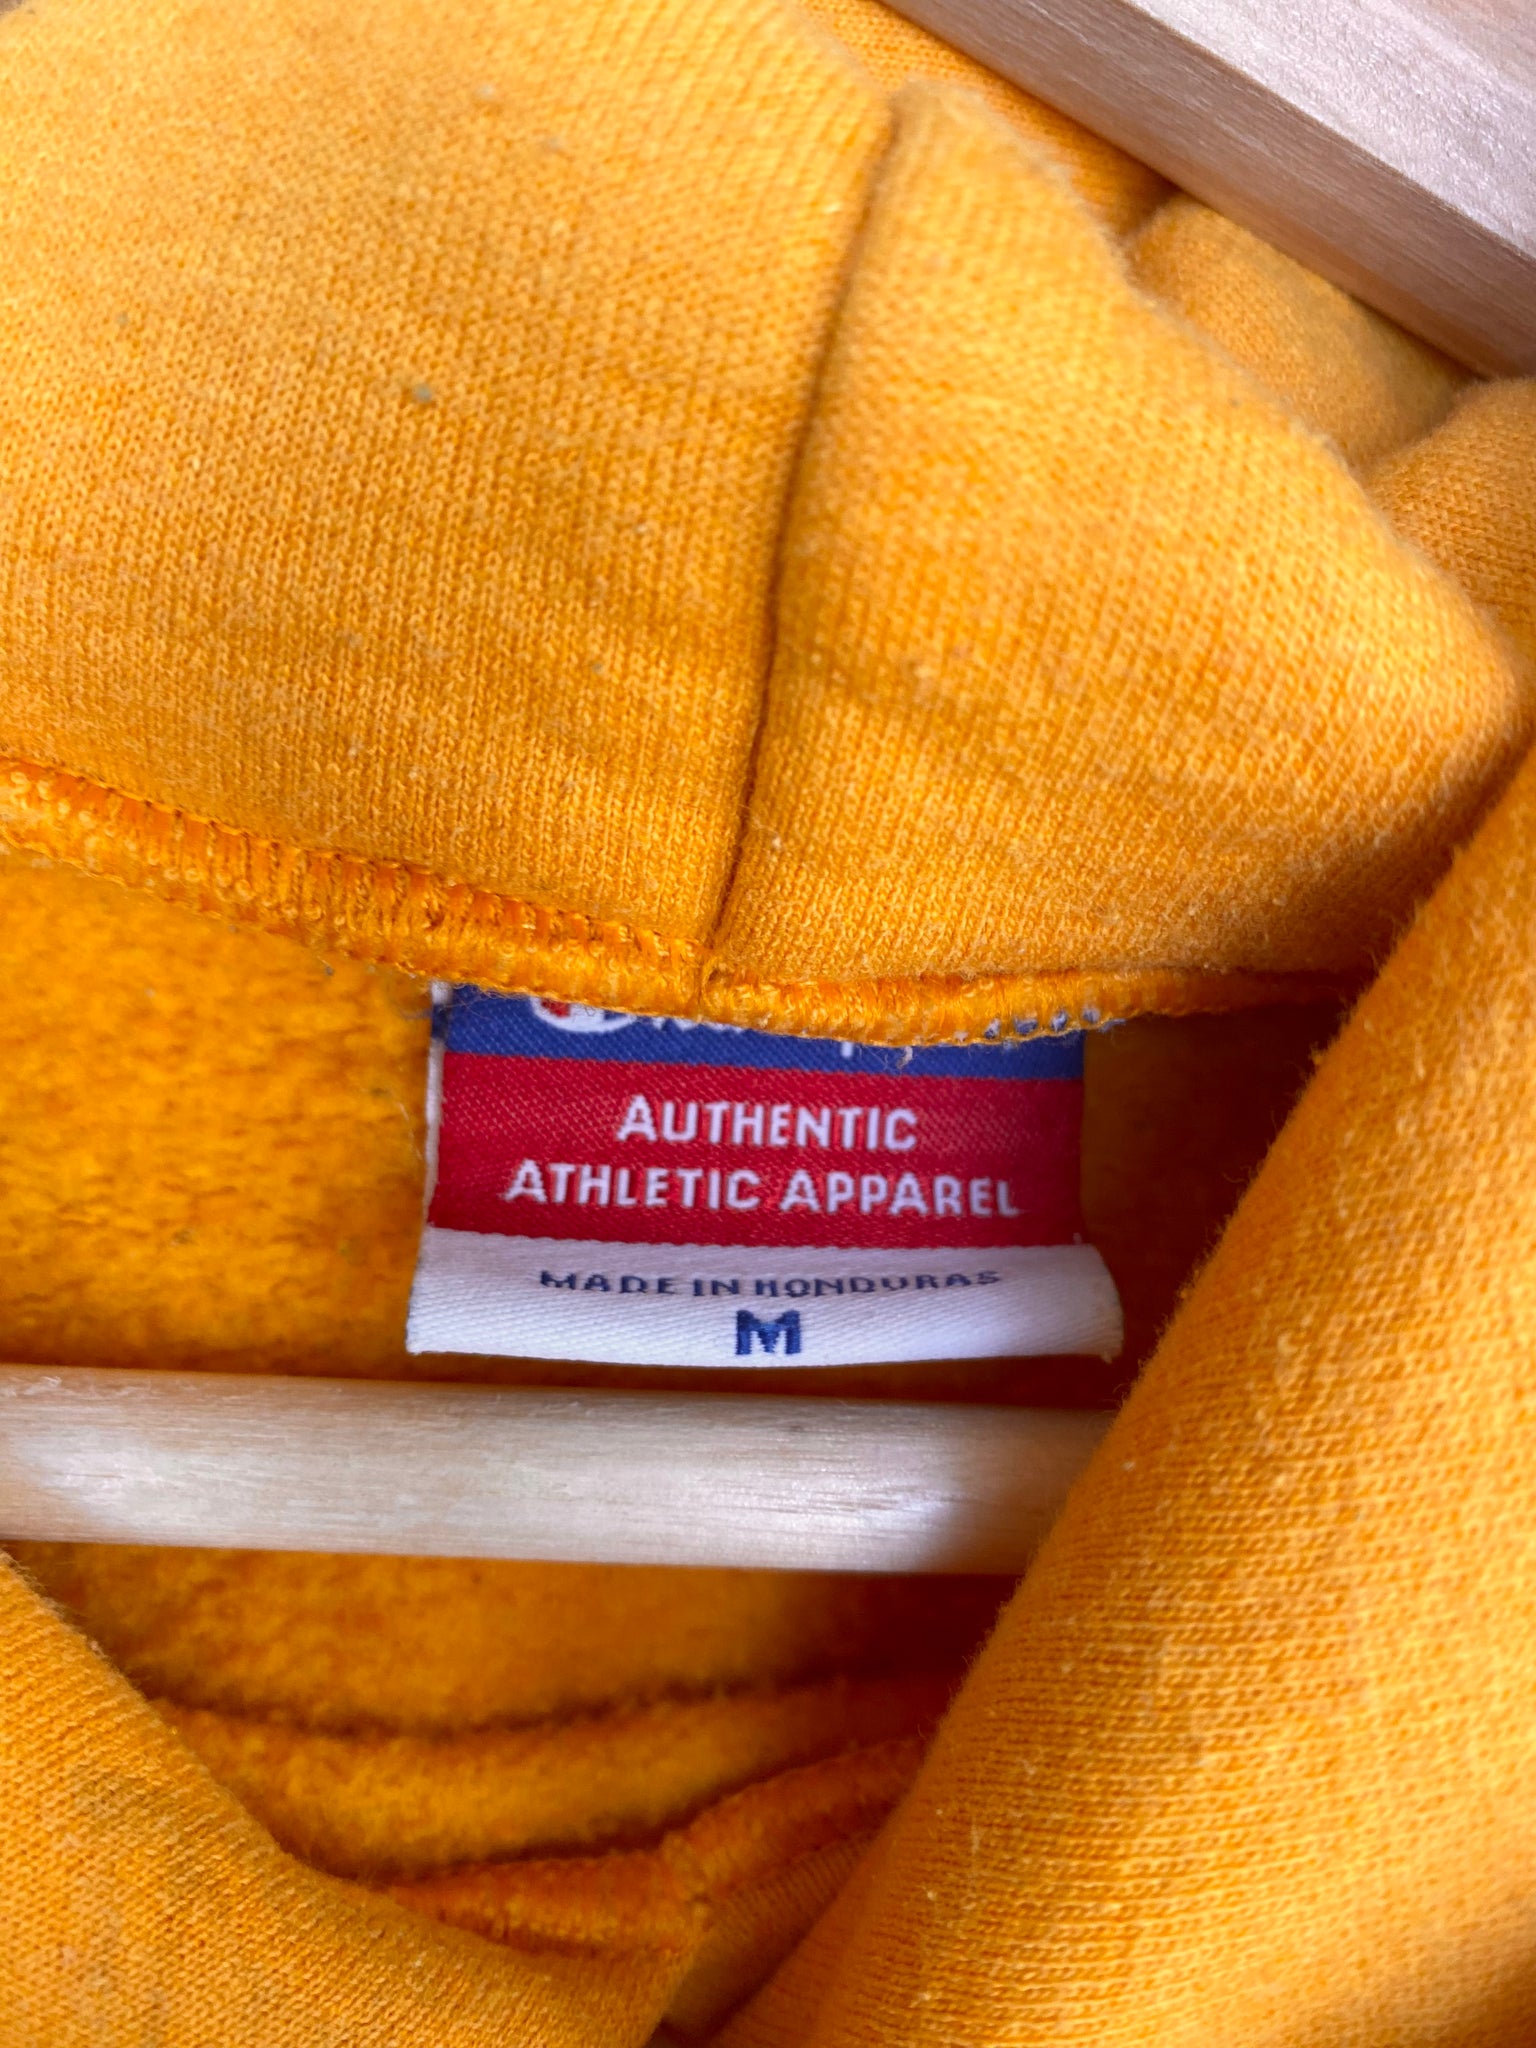 AUTHENTIC
ATHLETIC APPAREL
MADE IN HONDURAS
M